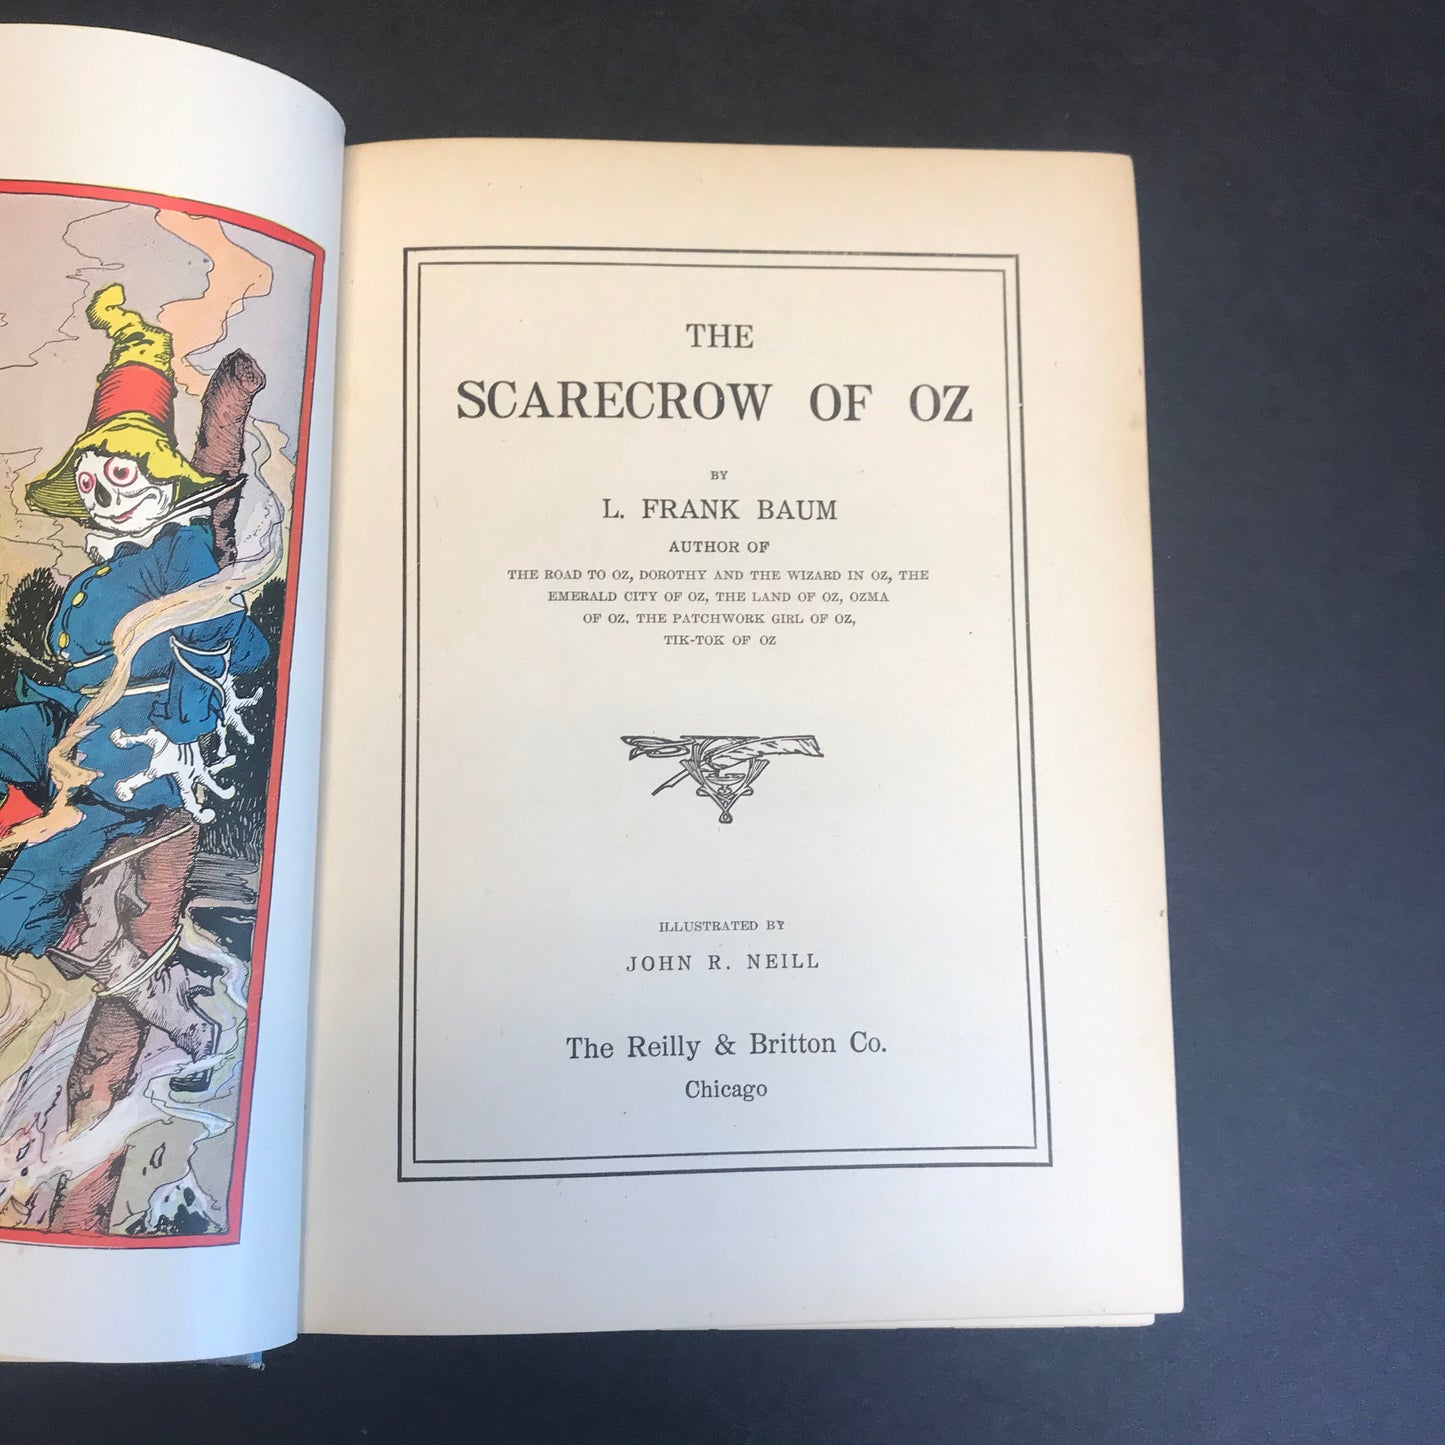 THE
SCARECROW OF OZ
BY
L. FRANK BAUM
AUTHOR OF
THE ROAD TO OZ, DOROTHY AND THE WIZARD IN OZ, THE
EMERALD CITY OF OZ, THE LAND OF OZ, OZMA
OF OZ, THE PATCHWORK GIRL OF OZ,
TIK-TOK OF OZ
ILLUSTRATED BY
JOHN R. NEILL
The Reilly & Britton Co.
Chicago